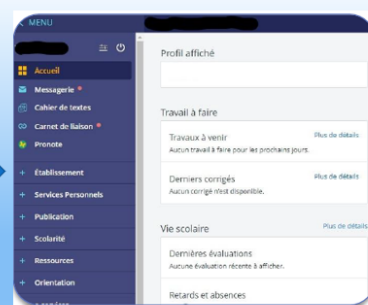 MENU
Accueil
Messagerie
Cahier de textes
Carnet de liaison
Pronote
+ Établissement
+ Services Personnels
+ Publication
+ Scolarité
+ Ressources
+ Orientation
Profil affiché
Travail à faire
Travaux à venir Plus de détails
Aucun travail à faire pour les prochains jours.
Derniers corrigés Plus de détails
Aucun corrigé n'est disponible.
Vie scolaire Plus de détails
Dernières évaluations
Aucune évaluation récente à afficher.
Retards et absences